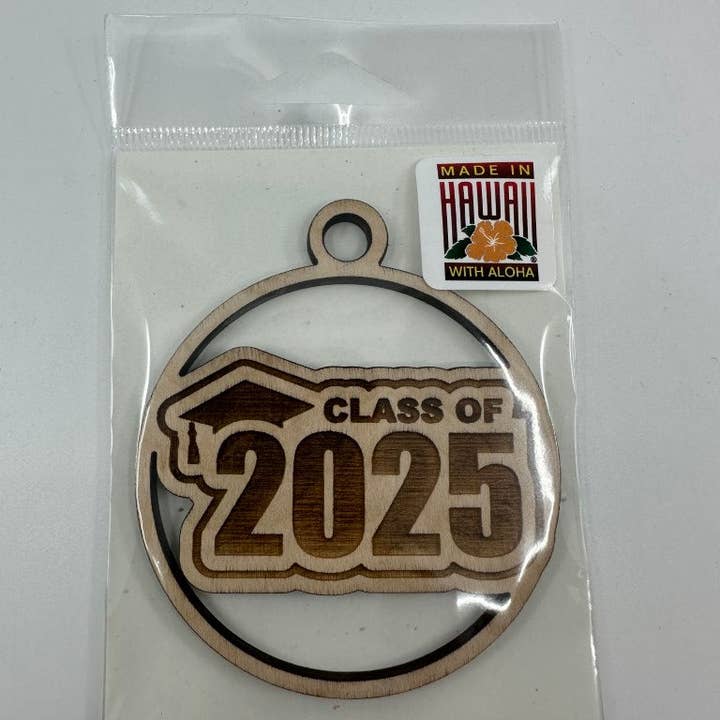 MADE IN
HAWAII
®
WITH ALOHA
CLASS OF
2025